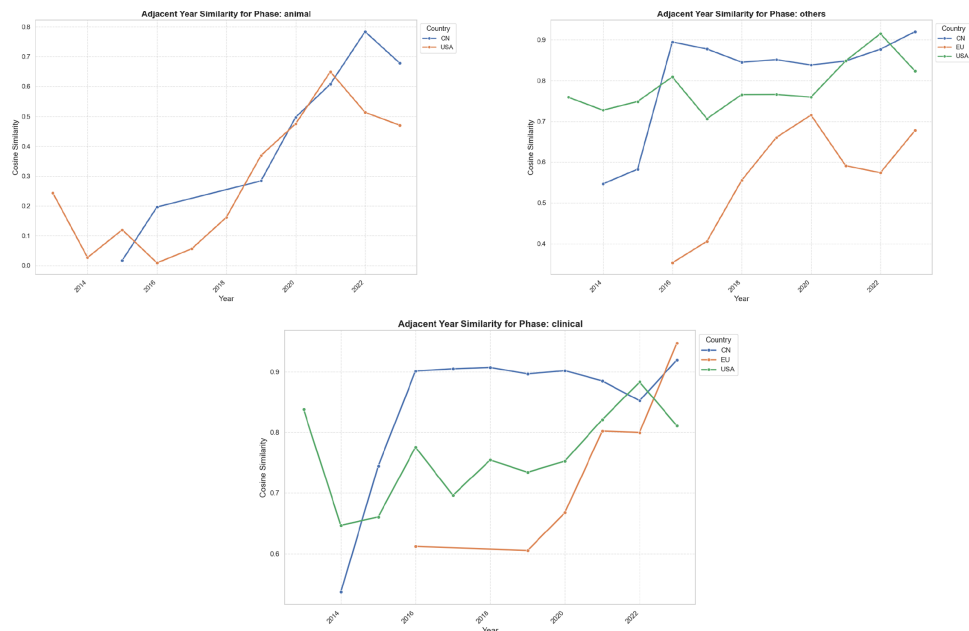 Adjacent Year Similarity for Phase: animal
Country
CN
USA
0.8
0.7
0.6
0.5
0.4
0.3
0.2
0.1
0.0
Cosine Similarity
2014
2016
2018
2020
2022
Year
Adjacent Year Similarity for Phase: others
Country
CN
EU
USA
0.9
0.8
0.7
0.6
0.5
0.4
Cosine Similarity
2014
2016
2018
2020
2022
Year
Adjacent Year Similarity for Phase: clinical
Country
CN
EU
USA
0.9
0.8
0.7
0.6
Cosine Similarity
2014
2016
2018
2020
2022
Year